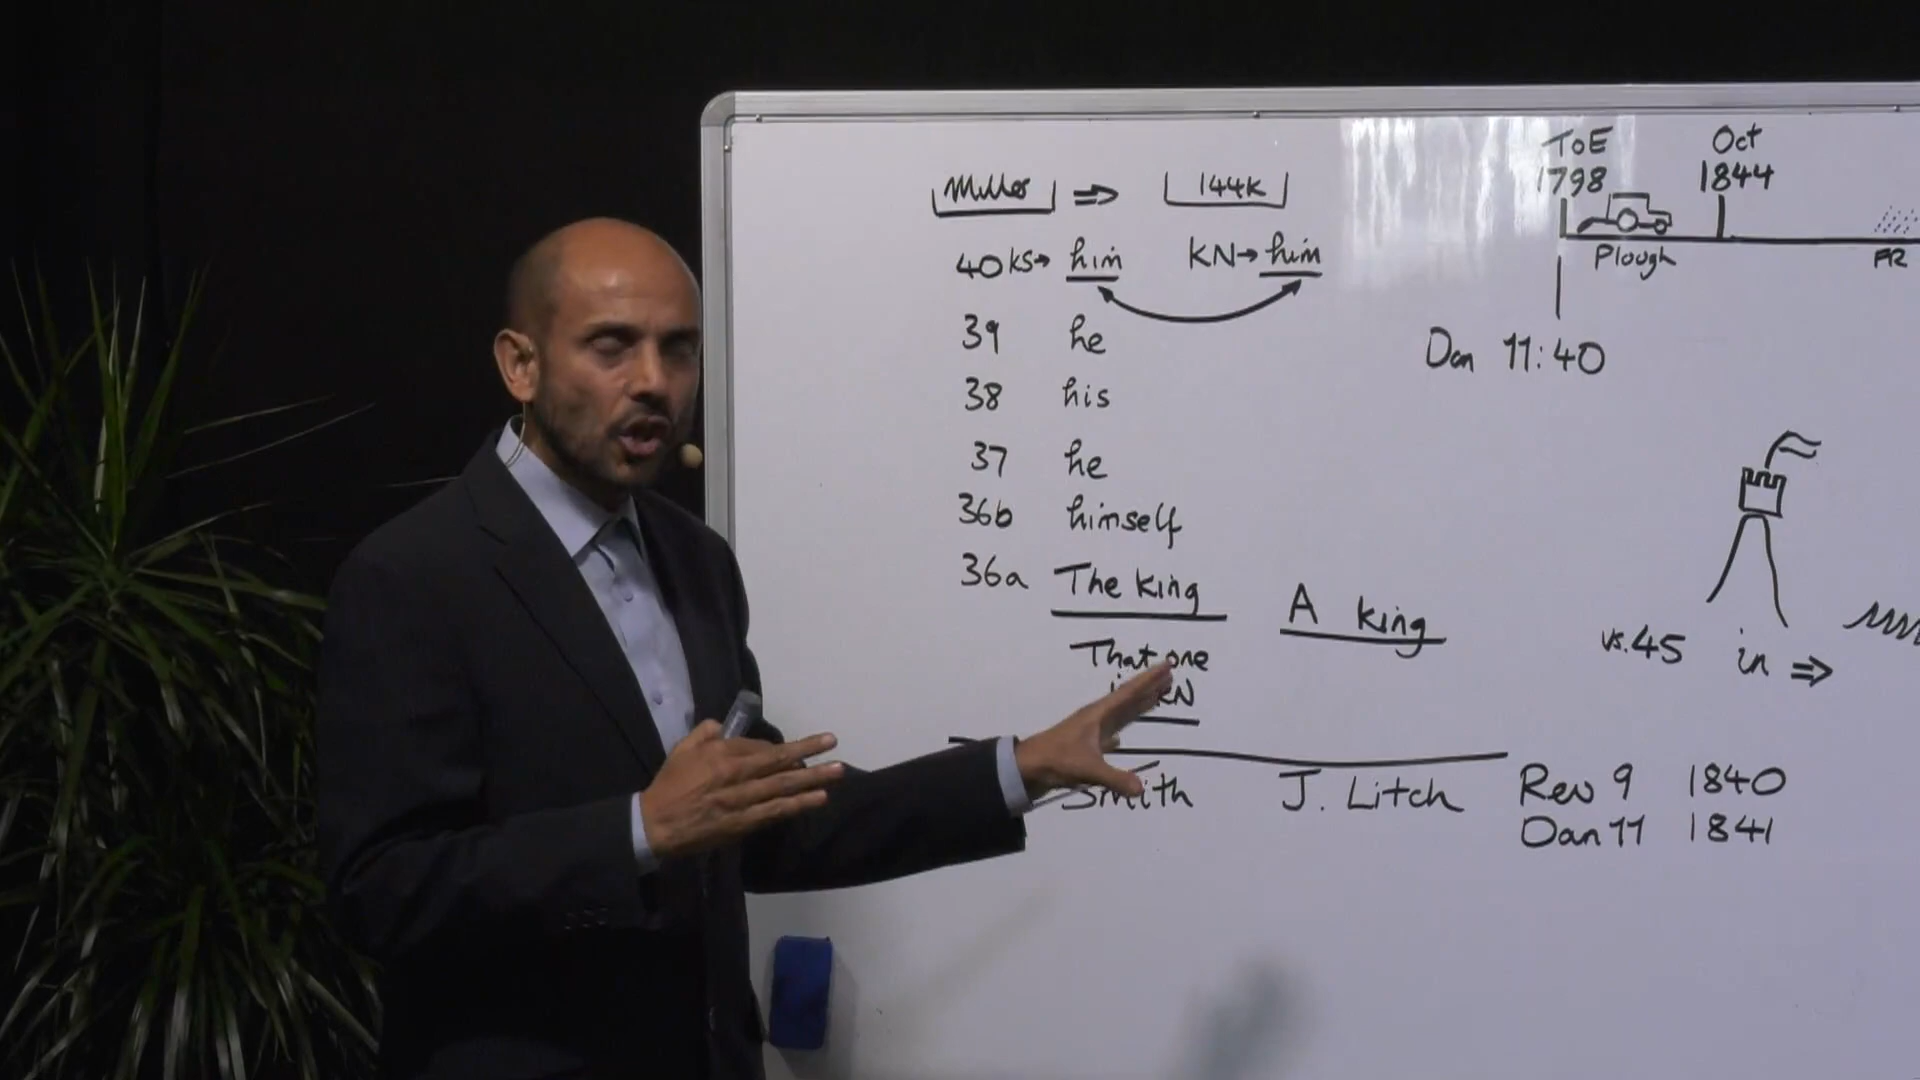 Miller ⇒ 144K
40 KS→ him KN→ him
39 he
38 his
37 he
36b himself
36a The King
A King
That one
KN
Smith J. Litch Rev 9 1840
Dan 11 1841
ToE Oct
1798 1844
Plough
Dan 11:40
vs. 45 in ⇒